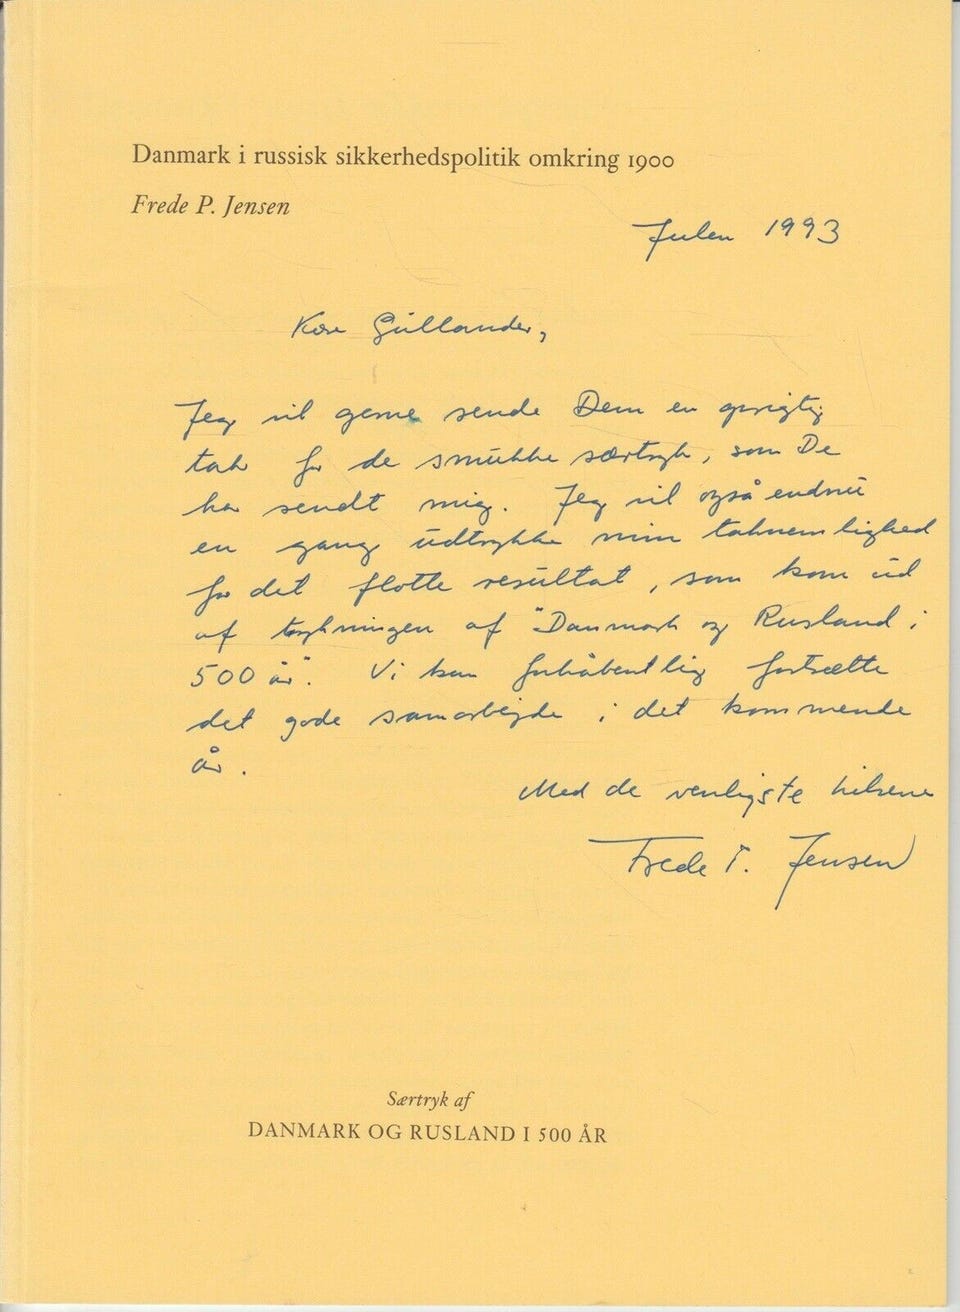 Danmark i russisk sikkerhedspolitik omkring 1900
Frede P. Jensen
Julen 1993
Kære Gullander,
Jeg vil gerne sende Dem en oprigtig
tak for de smukke særtryk, som De
har sendt mig. Jeg vil også endnu
en gang udtrykke min taknemlighed
for det flotte resultat, som kom ud
af trykningen af "Danmark og Rusland i
500 år". Vi kan forhåbentlig fortsætte
det gode samarbejde i det kommende
år.
Med de venligste hilsener
Frede P. Jensen
Særtryk af
DANMARK OG RUSLAND I 500 ÅR